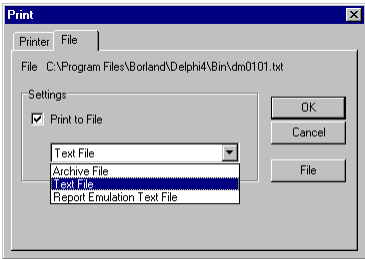 Print
Printer File
File C:\Program Files\Borland\Delphi4\Bin\dm0101.txt
Settings
Print to File
OK
Cancel
Text File
File
Archive File
Text File
Report Emulation Text File